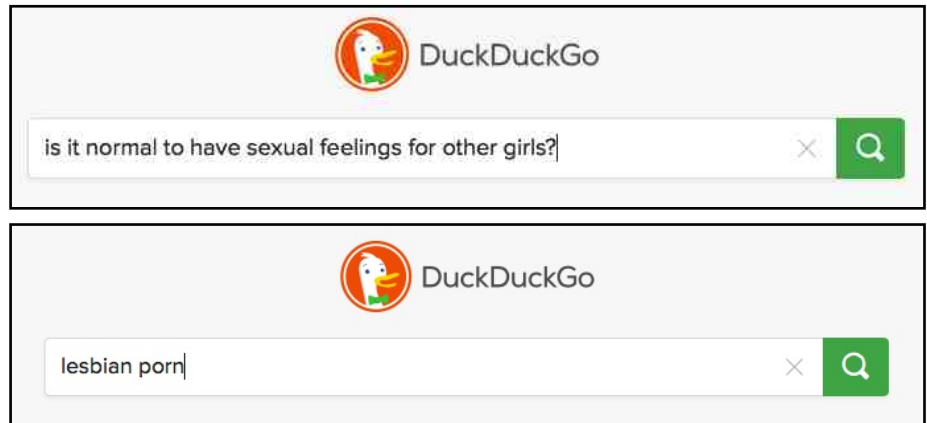 DuckDuckGo
is it normal to have sexual feelings for other girls?
DuckDuckGo
lesbian porn